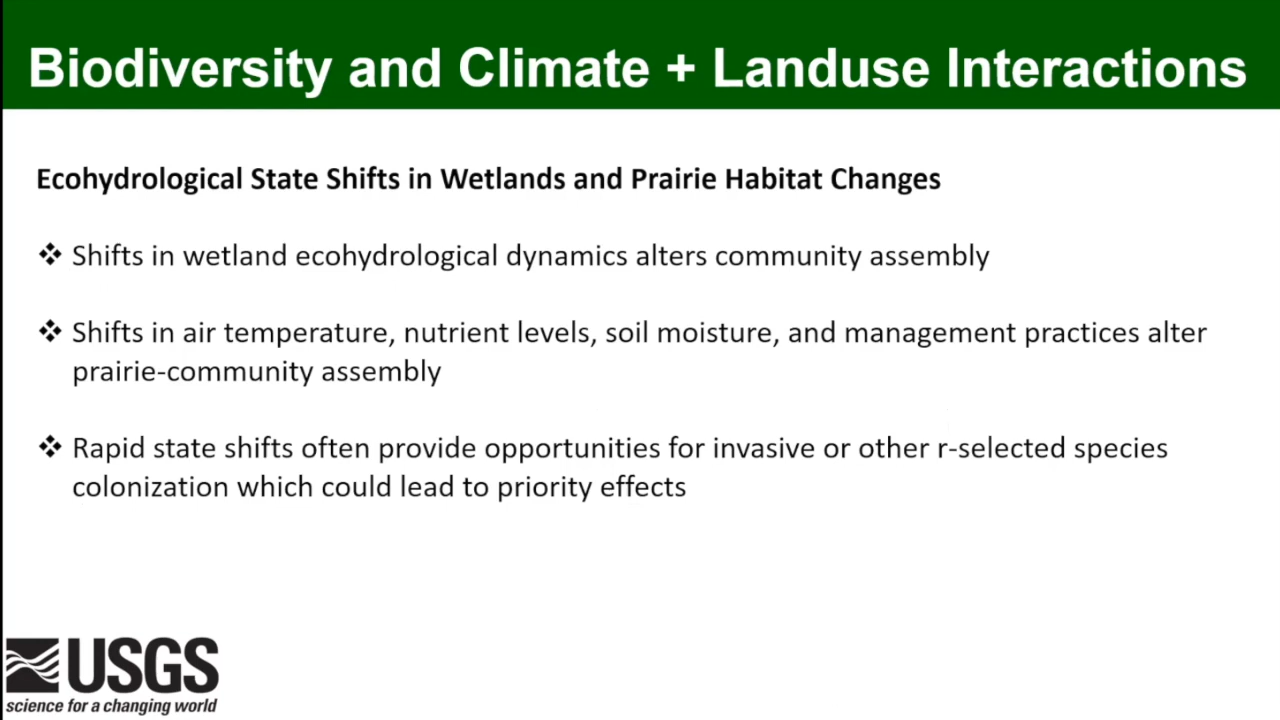 Biodiversity and Climate + Landuse Interactions
Ecohydrological State Shifts in Wetlands and Prairie Habitat Changes
❖ Shifts in wetland ecohydrological dynamics alters community assembly
❖ Shifts in air temperature, nutrient levels, soil moisture, and management practices alter
prairie-community assembly
❖ Rapid state shifts often provide opportunities for invasive or other r-selected species
colonization which could lead to priority effects
USGS
science for a changing world